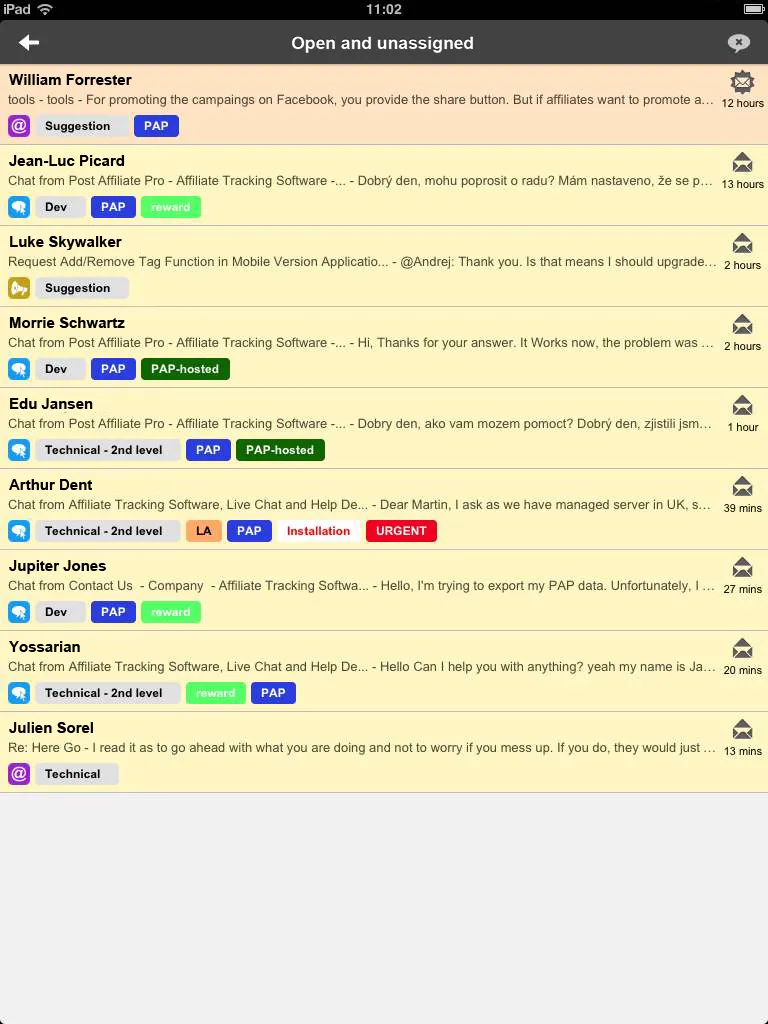 iPad 11:02
Open and unassigned
William Forrester
tools - tools - For promoting the campaings on Facebook, you provide the share button. But if affiliates want to promote a...
12 hours
@ Suggestion PAP
Jean-Luc Picard
Chat from Post Affiliate Pro - Affiliate Tracking Software -... - Dobrý den, mohu poprosit o radu? Mám nastaveno, že se p...
13 hours
Dev PAP reward
Luke Skywalker
Request Add/Remove Tag Function in Mobile Version Applicatio... - @Andrej: Thank you. Is that means I should upgrade...
2 hours
Suggestion
Morrie Schwartz
Chat from Post Affiliate Pro - Affiliate Tracking Software -... - Hi, Thanks for your answer. It Works now, the problem was ...
2 hours
Dev PAP PAP-hosted
Edu Jansen
Chat from Post Affiliate Pro - Affiliate Tracking Software -... - Dobry den, ako vam mozem pomoct? Dobrý den, zjistili jsm...
1 hour
Technical - 2nd level PAP PAP-hosted
Arthur Dent
Chat from Affiliate Tracking Software, Live Chat and Help De... - Dear Martin, I ask as we have managed server in UK, s...
39 mins
Technical - 2nd level LA PAP Installation URGENT
Jupiter Jones
Chat from Contact Us - Company - Affiliate Tracking Softwa... - Hello, I'm trying to export my PAP data. Unfortunately, I ...
27 mins
Dev PAP reward
Yossarian
Chat from Affiliate Tracking Software, Live Chat and Help De... - Hello Can I help you with anything? yeah my name is Ja...
20 mins
Technical - 2nd level reward PAP
Julien Sorel
Re: Here Go - I read it as to go ahead with what you are doing and not to worry if you mess up. If you do, they would just ...
13 mins
@ Technical